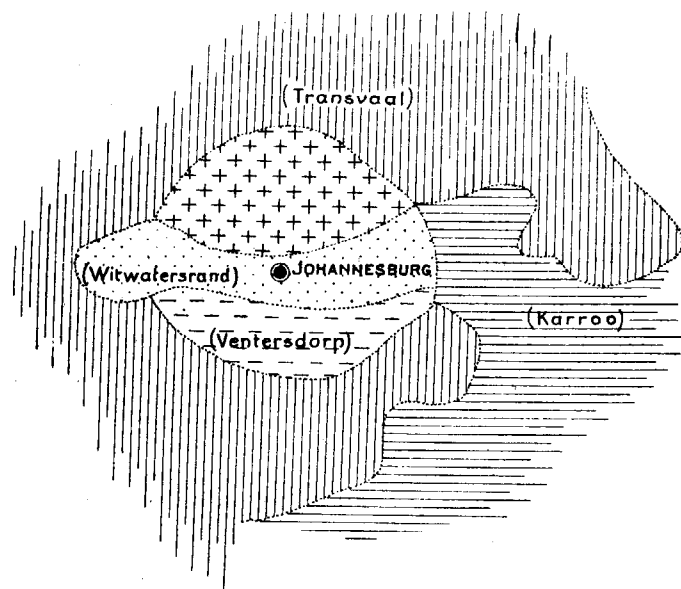 (Transvaal)
(Witwatersrand)
JOHANNESBURG
(Ventersdorp)
(Karroo)